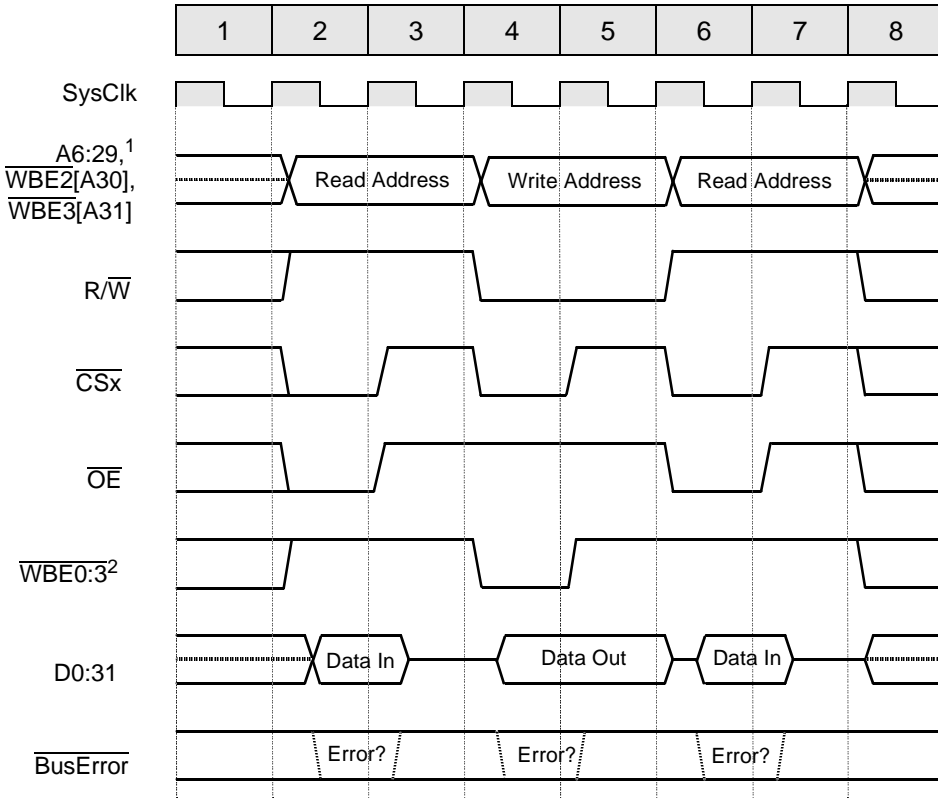 1 2 3 4 5 6 7 8
SysClk
A6:29,1
WBE2[A30],
WBE3[A31]
Read Address Write Address Read Address
R/W
CSx
OE
WBE0:32
D0:31
Data In Data Out Data In
BusError
Error? Error? Error?